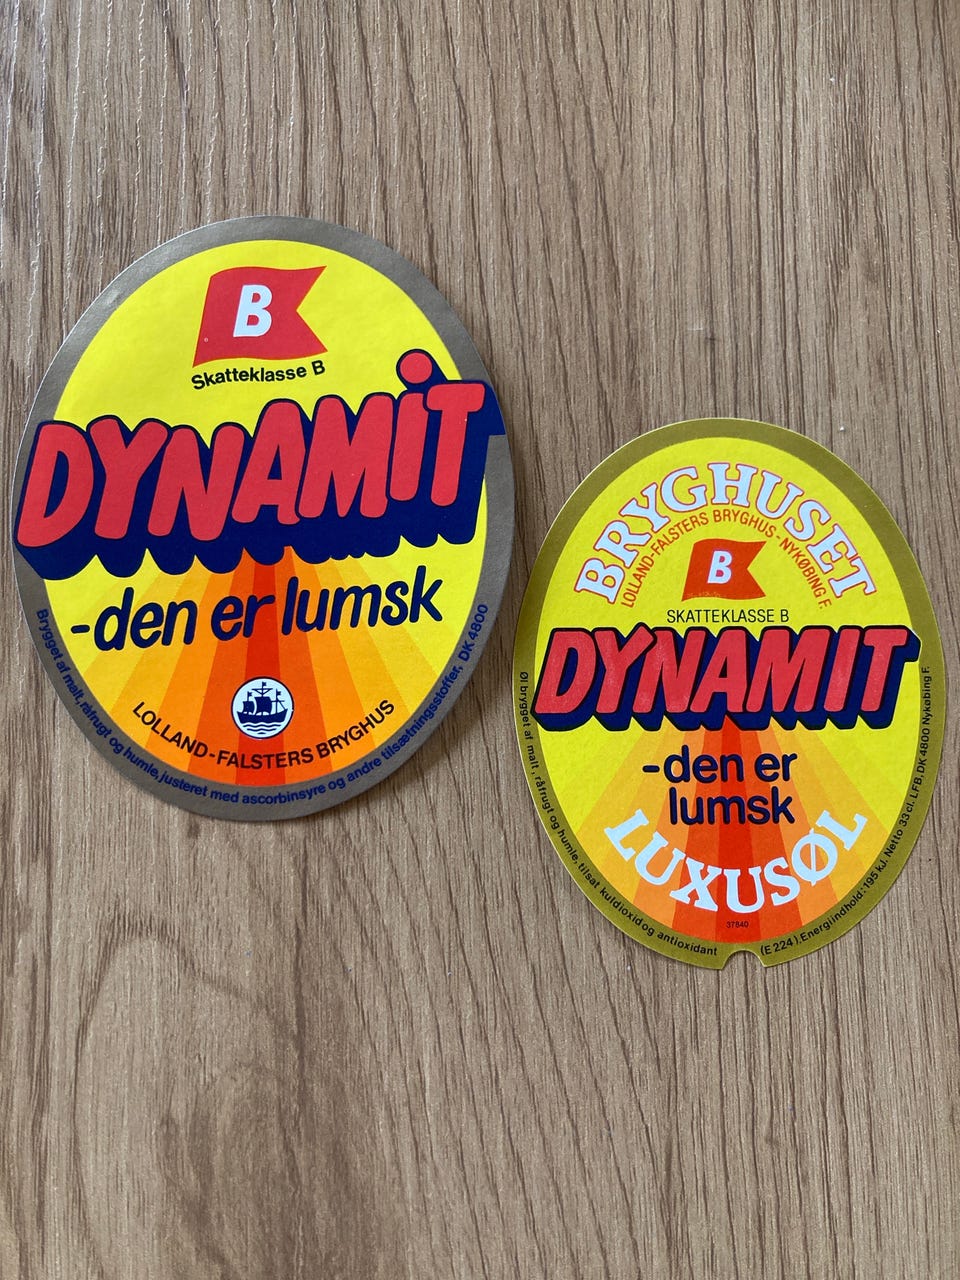 B
Skatteklasse B
DYNAMiT
-den er lumsk
LOLLAND-FALSTERS BRYGHUS
Brygget af malt, råfrugt og humle, justeret med ascorbinsyre og andre tilsætningsstoffer, DK 4800
BRYGHUSET
LOLLAND-FALSTERS BRYGHUS - NYKØBING F.
B
SKATTEKLASSE B
DYNAMIT
-den er
lumsk
LUXUSØL
37840
Øl brygget af malt, råfrugt og humle, tilsat kuldioxid og antioxidant (E 224), Energiindhold: 195 kJ. Netto 33 cl. LFB, DK 4800 Nykøbing F.